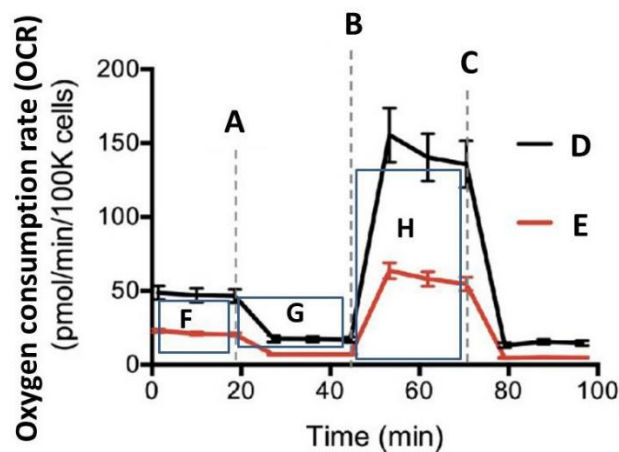 Oxygen consumption rate (OCR)
(pmol/min/100K cells)
200
150
100
50
0
A
B
C
D
E
F
G
H
0 20 40 60 80 100
Time (min)